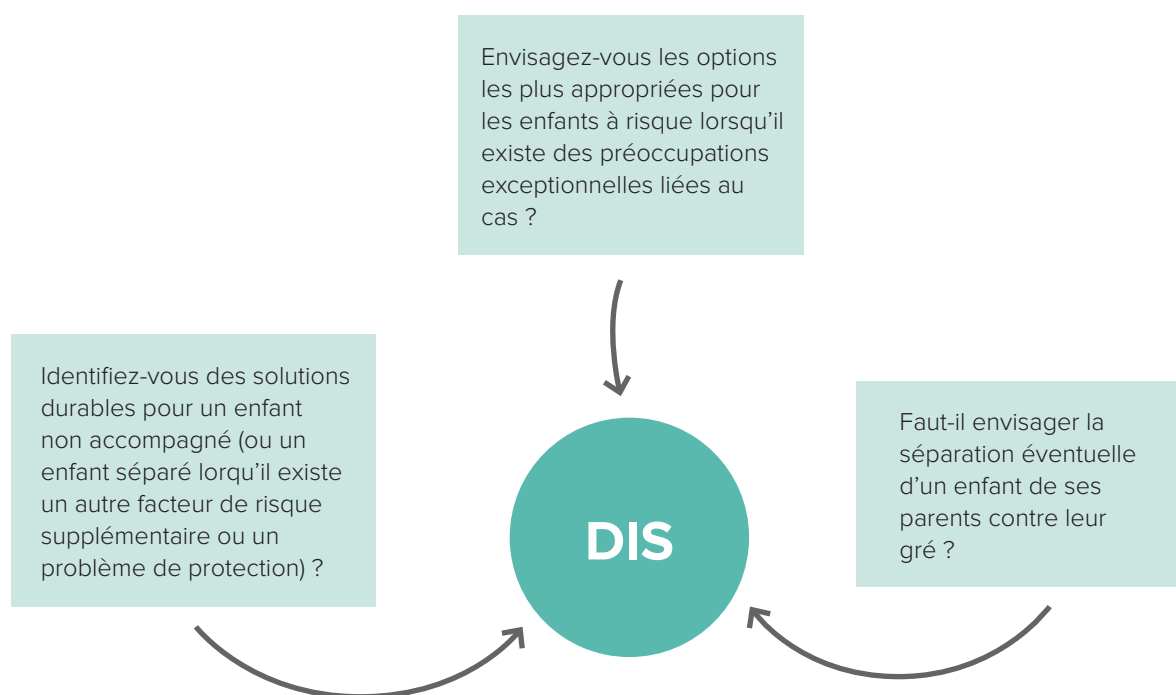 Envisagez-vous les options
les plus appropriées pour
les enfants à risque lorsqu’il
existe des préoccupations
exceptionnelles liées au
cas ?
Identifiez-vous des solutions
durables pour un enfant
non accompagné (ou un
enfant séparé lorqu’il existe
un autre facteur de risque
supplémentaire ou un
problème de protection) ?
Faut-il envisager la
séparation éventuelle
d’un enfant de ses
parents contre leur
gré ?
DIS